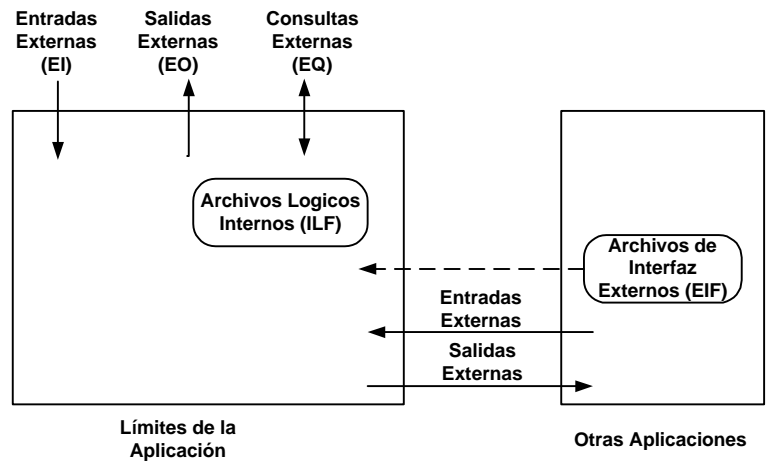 Entradas
Externas
(EI)
Salidas
Externas
(EO)
Consultas
Externas
(EQ)
Archivos Logicos
Internos (ILF)
Archivos de
Interfaz
Externos (EIF)
Entradas
Externas
Salidas
Externas
Límites de la
Aplicación
Otras Aplicaciones